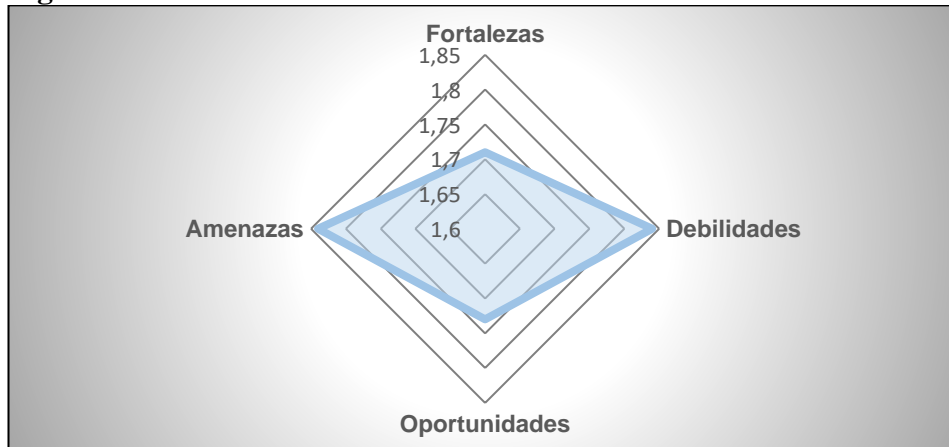 Fortalezas
1,85
1,8
1,75
1,7
1,65
1,6
Amenazas
Debilidades
Oportunidades